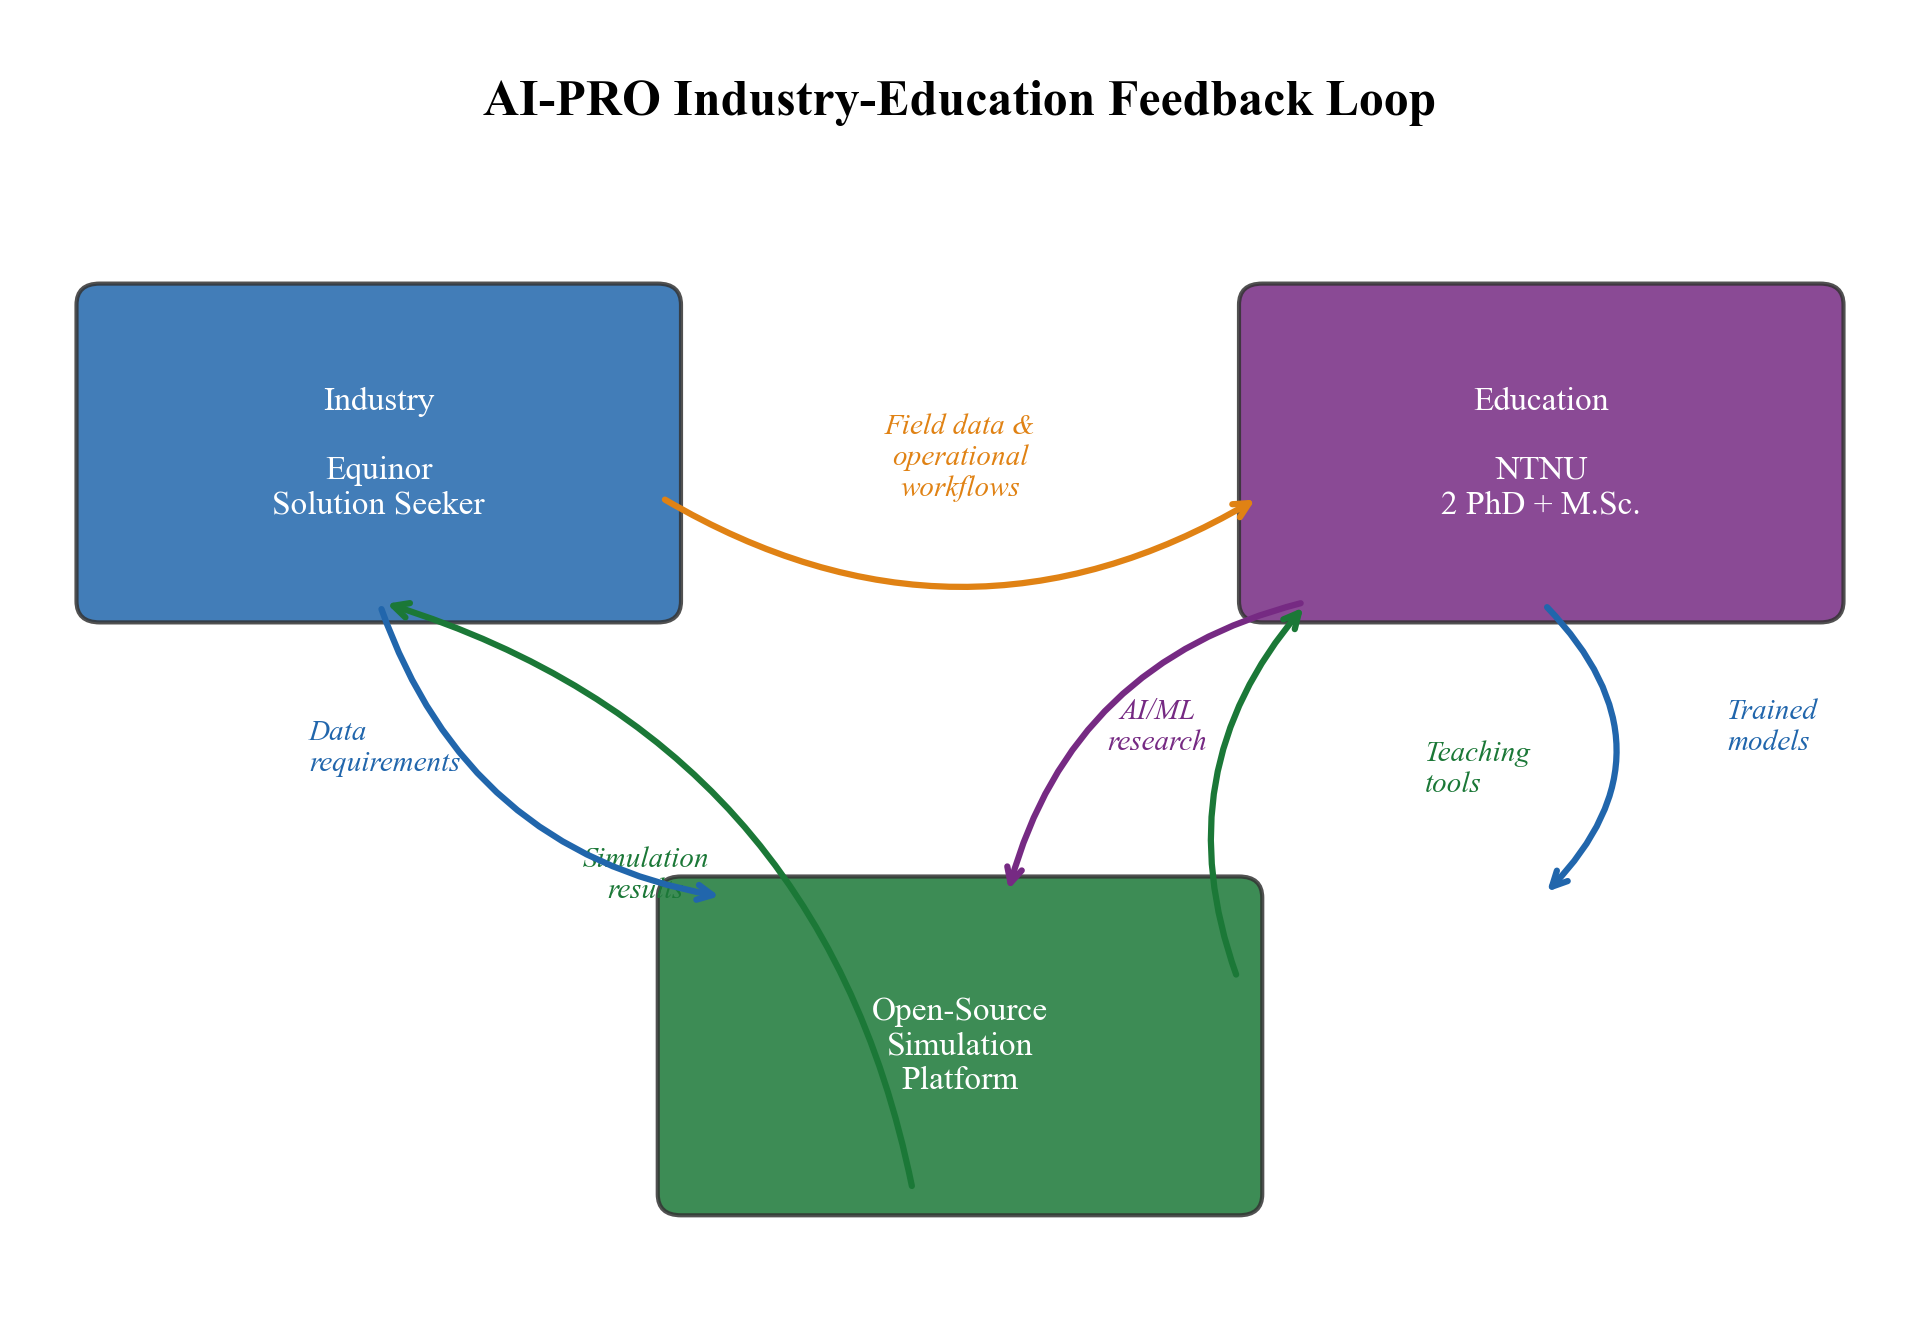 AI-PRO Industry-Education Feedback Loop
Industry
Equinor
Solution Seeker
Field data &
operational
workflows
Education
NTNU
2 PhD + M.Sc.
Data
requirements
Simulation
results
AI/ML
research
Teaching
tools
Trained
models
Open-Source
Simulation
Platform